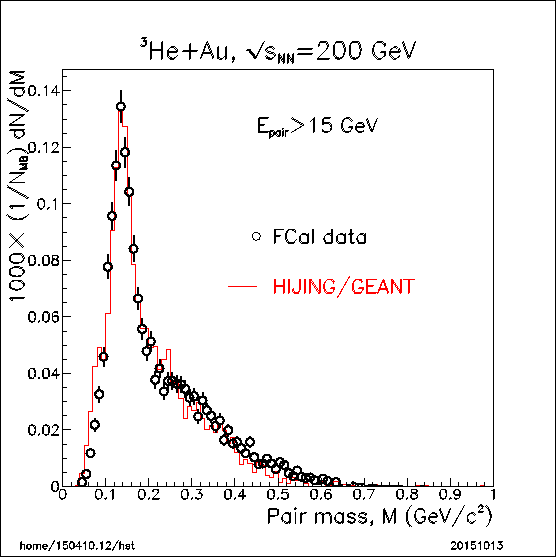 ³He+Au, √s_NN=200 GeV
1000× (1/N_MB) dN/dM
0.14
0.12
0.1
0.08
0.06
0.04
0.02
0
E_pair>15 GeV
FCal data
HIJING/GEANT
0 0.1 0.2 0.3 0.4 0.5 0.6 0.7 0.8 0.9 1
Pair mass, M (GeV/c²)
home/150410.12/hst 20151013